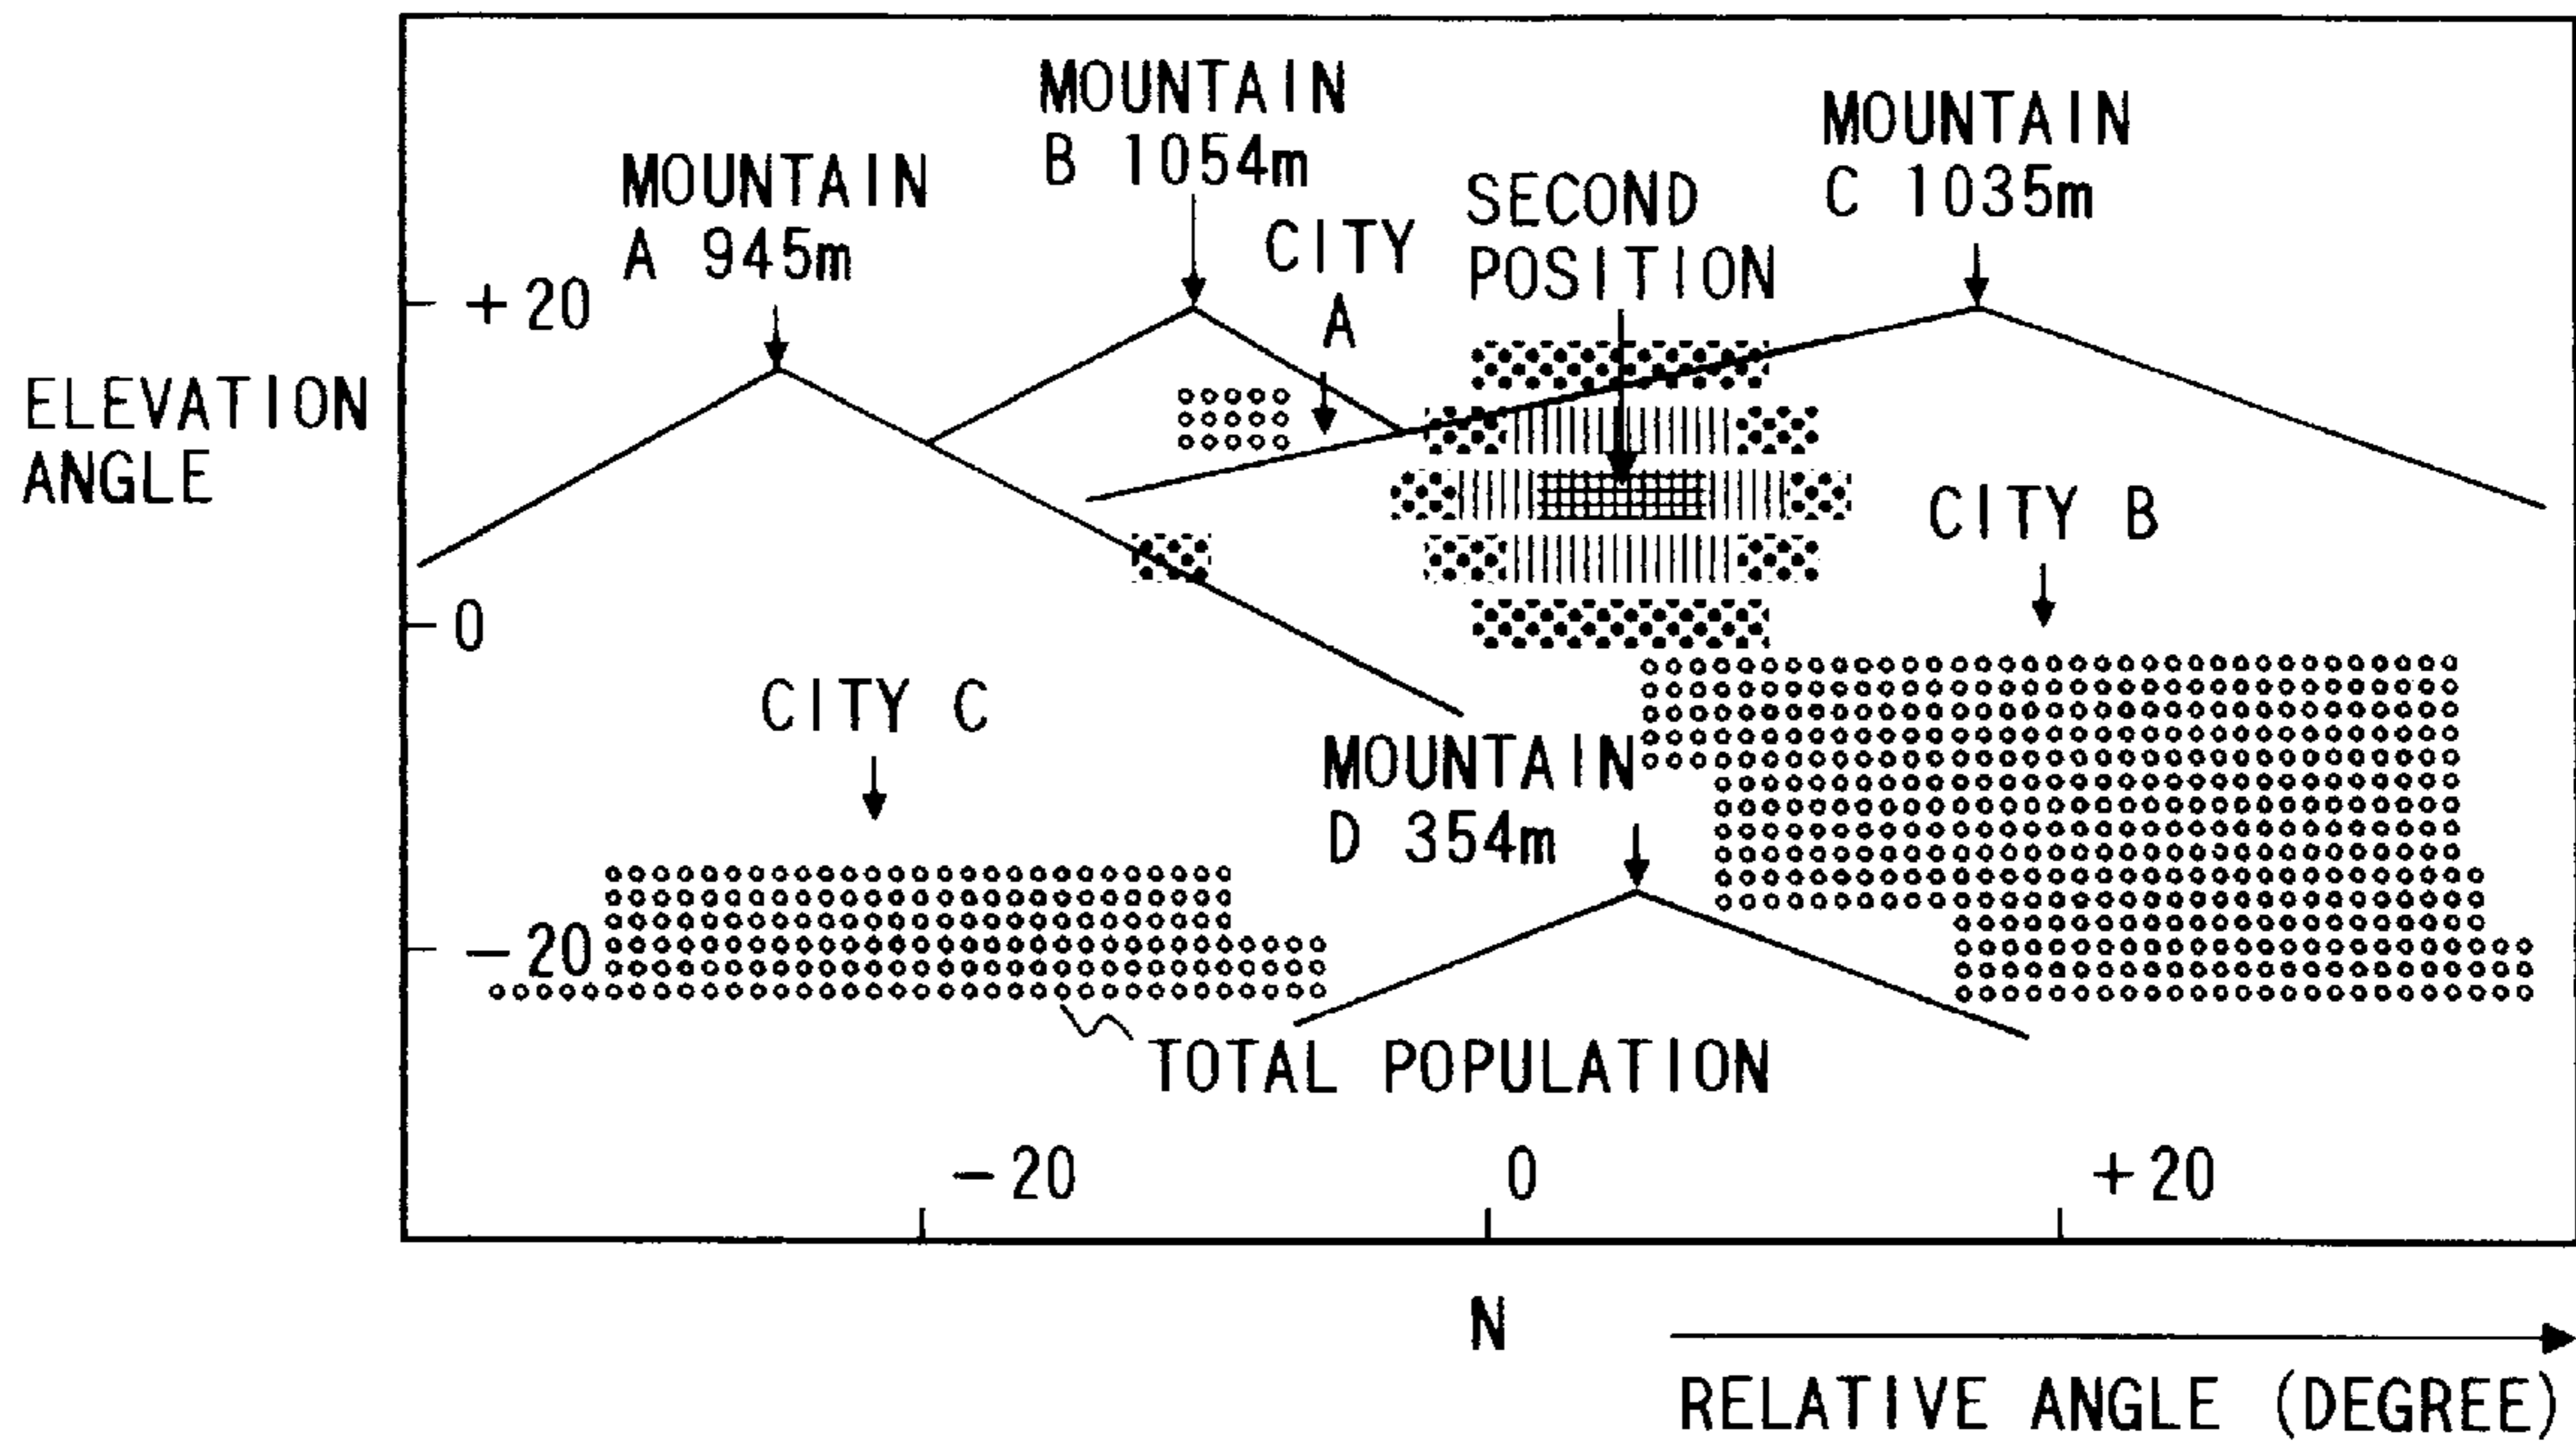 MOUNTAIN
B 1054m
MOUNTAIN
C 1035m
MOUNTAIN
A 945m
SECOND
POSITION
CITY
A
+20
ELEVATION
ANGLE
CITY B
0
CITY C
MOUNTAIN
D 354m
-20
TOTAL POPULATION
-20 0 +20
N
RELATIVE ANGLE (DEGREE)